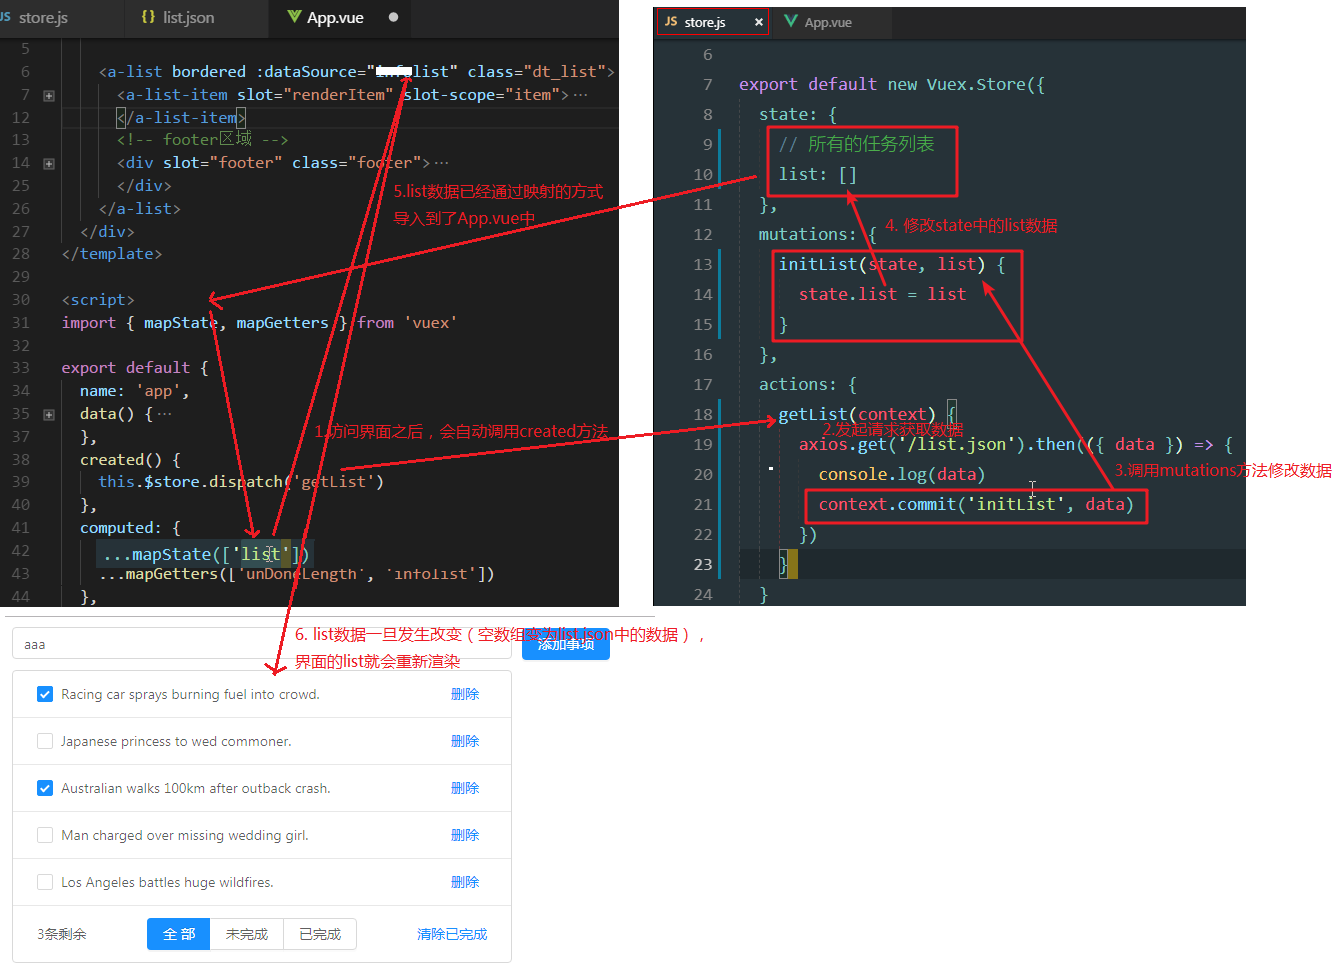 JS store.js {} list.json App.vue
5
6 <a-list bordered :dataSource="infolist" class="dt_list">
7 <a-list-item slot="renderItem" slot-scope="item">…
12 </a-list-item>
13 <!-- footer区域 -->
14 <div slot="footer" class="footer">…
25 </div>
26 </a-list>
27 </div>
28 </template>
29
30 <script>
31 import { mapState, mapGetters } from 'vuex'
32
33 export default {
34 name: 'app',
35 data() {…
37 },
38 created() {
39 this.$store.dispatch('getList')
40 },
41 computed: {
42 ...mapState(['list'])
43 ...mapGetters(['unDoneLength', 'infolist'])
44 },
5.list数据已经通过映射的方式
导入到了App.vue中
1.访问界面之后，会自动调用created方法
JS store.js × App.vue
6
7 export default new Vuex.Store({
8 state: {
9 // 所有的任务列表
10 list: []
11 },
12 mutations: {
13 initList(state, list) {
14 state.list = list
15 }
16 },
17 actions: {
18 getList(context) {
19 axios.get('/list.json').then(({ data }) => {
20 console.log(data)
21 context.commit('initList', data)
22 })
23 }
24 }
4. 修改state中的list数据
2.发起请求获取数据
3.调用mutations方法修改数据
6. list数据一旦发生改变（空数组变为list.json中的数据），
界面的list就会重新渲染
aaa 添加事项
Racing car sprays burning fuel into crowd. 删除
Japanese princess to wed commoner. 删除
Australian walks 100km after outback crash. 删除
Man charged over missing wedding girl. 删除
Los Angeles battles huge wildfires. 删除
3条剩余 全部 未完成 已完成 清除已完成